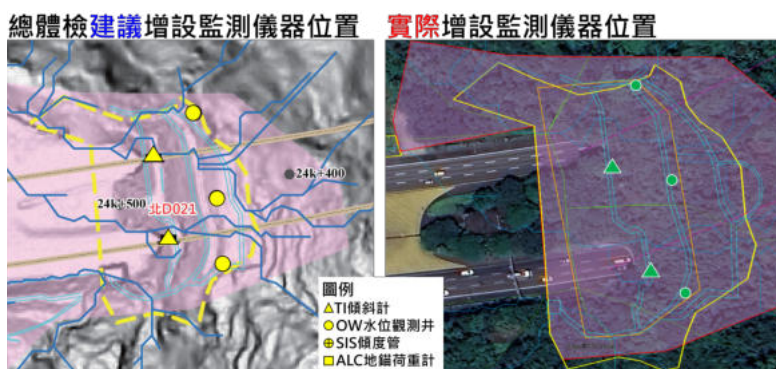 總體檢建議增設監測儀器位置
實際增設監測儀器位置
24k+400
24k+500
北D021
圖例
TI傾斜計
OW水位觀測井
SIS傾度管
ALC地錨荷重計